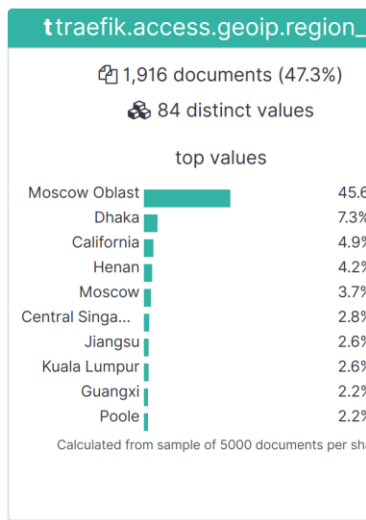 t traefik.access.geoip.region_
1,916 documents (47.3%)
84 distinct values
top values
Moscow Oblast 45.6
Dhaka 7.3%
California 4.9%
Henan 4.2%
Moscow 3.7%
Central Singa... 2.8%
Jiangsu 2.6%
Kuala Lumpur 2.6%
Guangxi 2.2%
Poole 2.2%
Calculated from sample of 5000 documents per sha